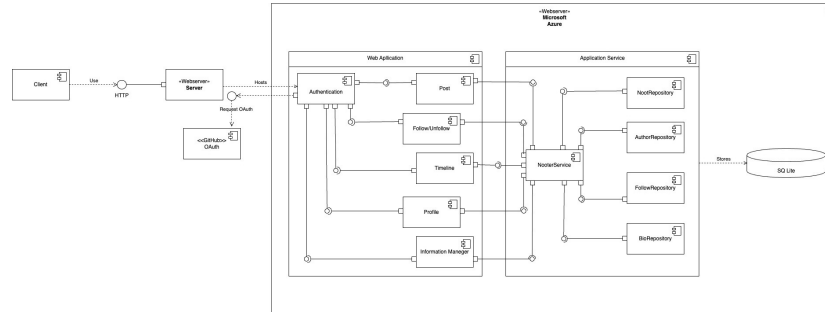 «Webserver»
Microsoft
Azure
Web Apllication
Application Service
Client
Use
HTTP
«Webserver»
Server
Hosts
Request OAuth
<<GitHub>>
OAuth
Authentication
Post
Follow/Unfollow
Timeline
Profile
Information Manager
NooterService
NootRepository
AuthorRepository
FollowRepository
BioRepository
Stores
SQ Lite